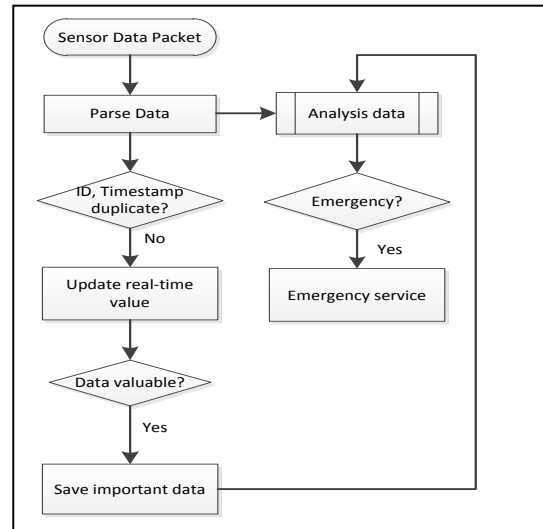 Sensor Data Packet
Parse Data
Analysis data
ID, Timestamp
duplicate?
Emergency?
No
Yes
Update real-time
value
Emergency service
Data valuable?
Yes
Save important data